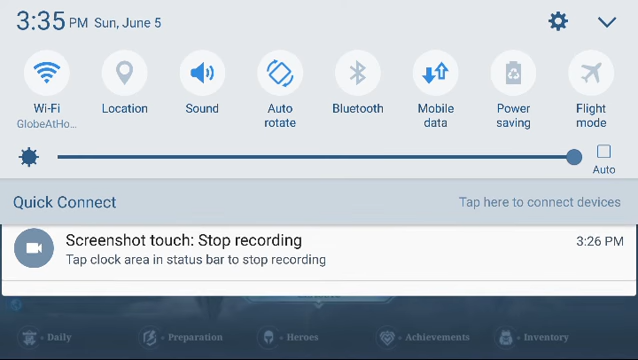 3:35 PM Sun, June 5
Wi-Fi
GlobeAtHo...
Location
Sound
Auto
rotate
Bluetooth
Mobile
data
Power
saving
Flight
mode
Auto
Quick Connect
Tap here to connect devices
Screenshot touch: Stop recording
3:26 PM
Tap clock area in status bar to stop recording
Daily
Preparation
Heroes
Achievements
Inventory